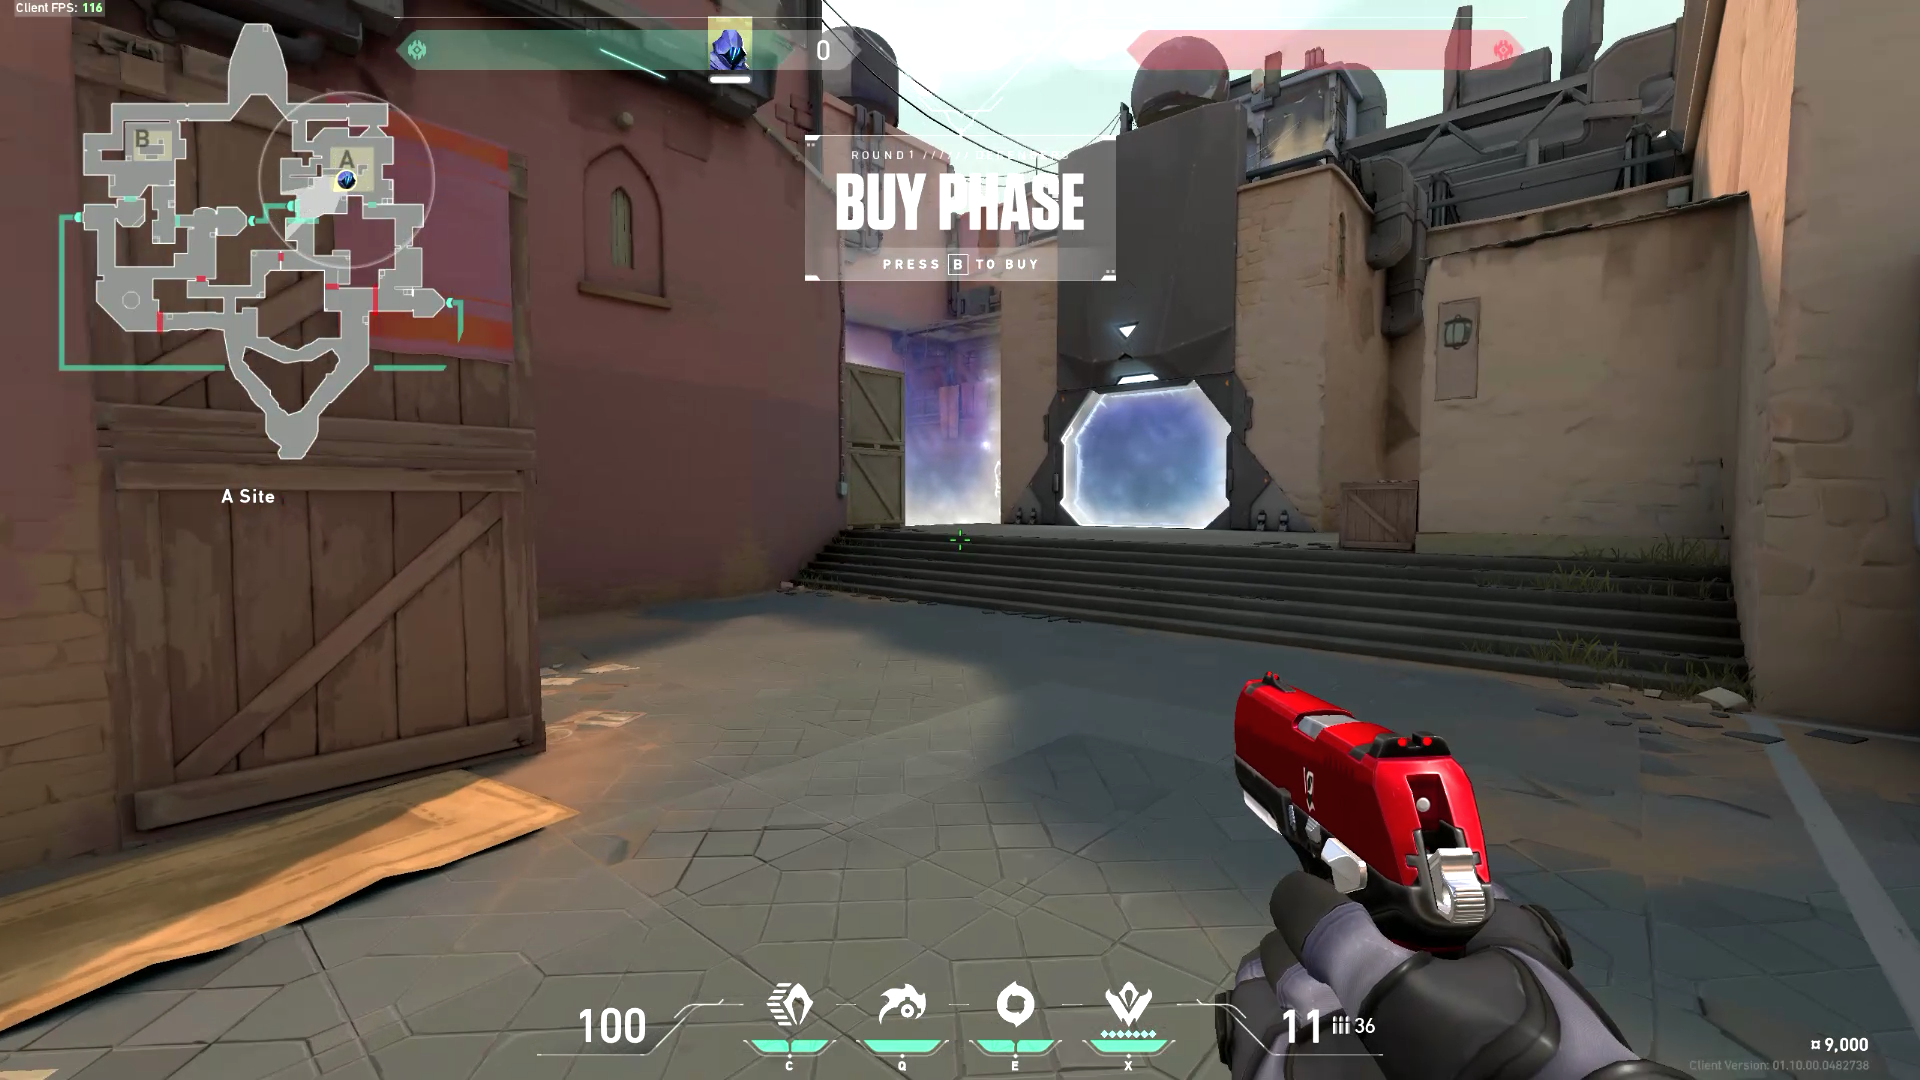 Client FPS: 116
0
B
A
ROUND 1 //////
BUY PHASE
PRESS B TO BUY
A Site
100
C
Q
E
X
11 36
¤ 9,000
Client Version: 01.10.00.0482738